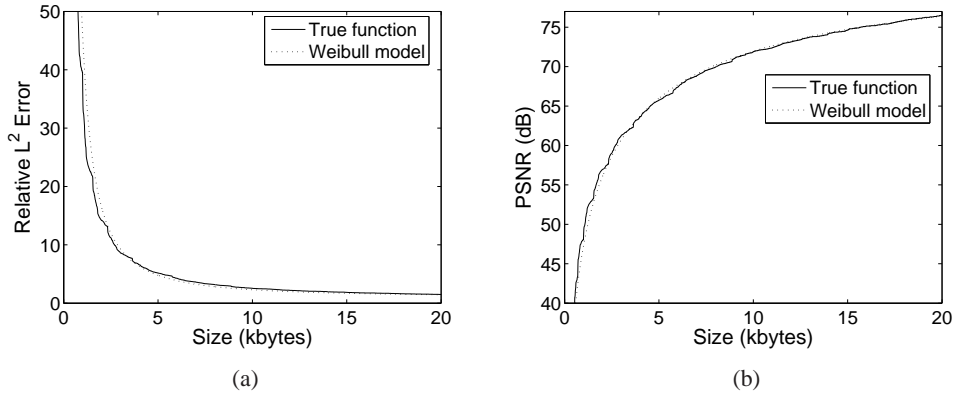 50
40
30
20
10
0
Relative L² Error
True function
Weibull model
0 5 10 15 20
Size (kbytes)
(a)
75
70
65
60
55
50
45
40
PSNR (dB)
True function
Weibull model
0 5 10 15 20
Size (kbytes)
(b)